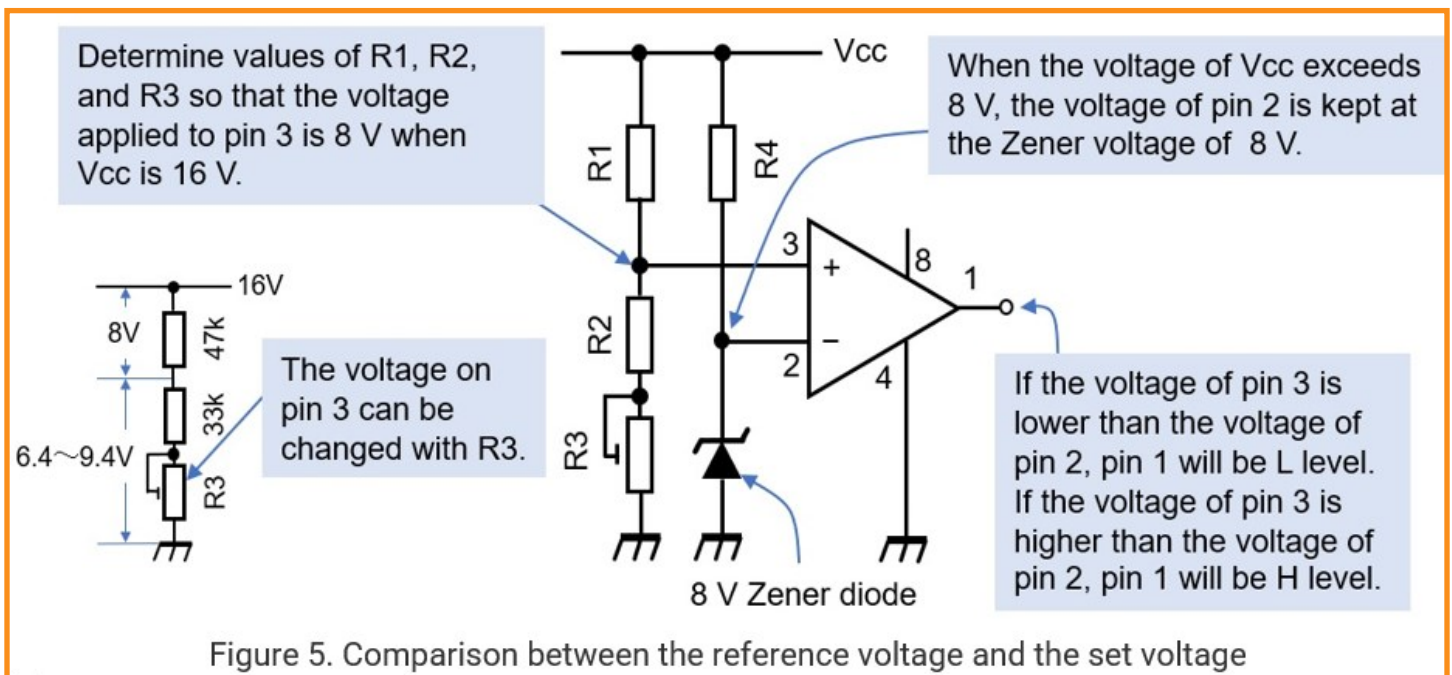 Determine values of R1, R2,
and R3 so that the voltage
applied to pin 3 is 8 V when
Vcc is 16 V.
Vcc
When the voltage of Vcc exceeds
8 V, the voltage of pin 2 is kept at
the Zener voltage of 8 V.
R1
R4
3
+
8
1
R2
2
−
4
R3
16V
8V
47k
33k
6.4～9.4V
R3
The voltage on
pin 3 can be
changed with R3.
If the voltage of pin 3 is
lower than the voltage of
pin 2, pin 1 will be L level.
If the voltage of pin 3 is
higher than the voltage of
pin 2, pin 1 will be H level.
8 V Zener diode
Figure 5. Comparison between the reference voltage and the set voltage